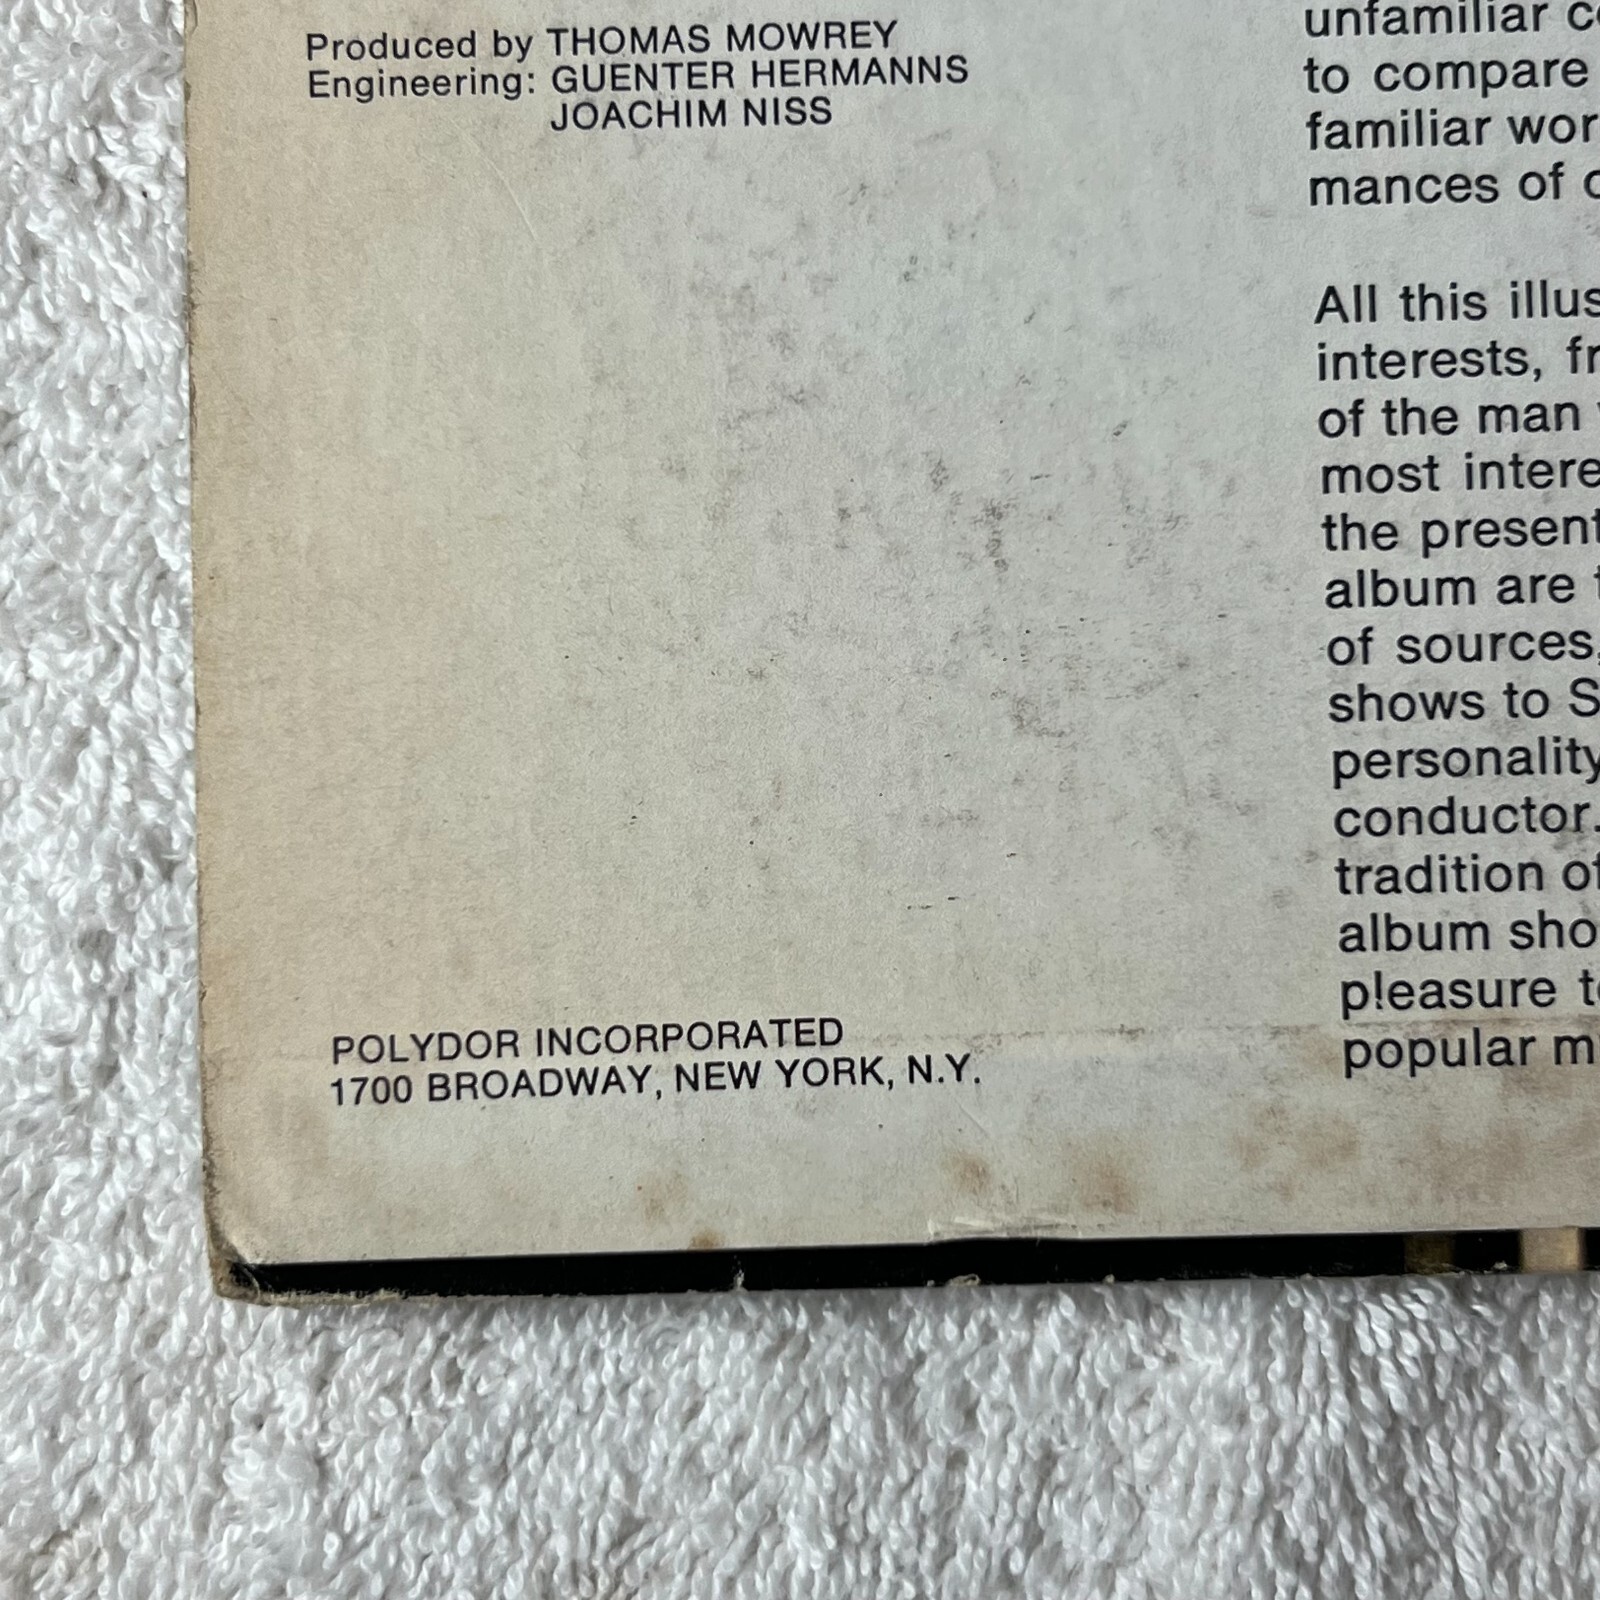 Produced by THOMAS MOWREY
Engineering: GUENTER HERMANNS
JOACHIM NISS
POLYDOR INCORPORATED
1700 BROADWAY, NEW YORK, N.Y.
unfamiliar
to compare
familiar
mances of
All this
interests,
of the man
most
the present
album are
of sources,
shows to
personality
conductor.
tradition of
album
pleasure
popular